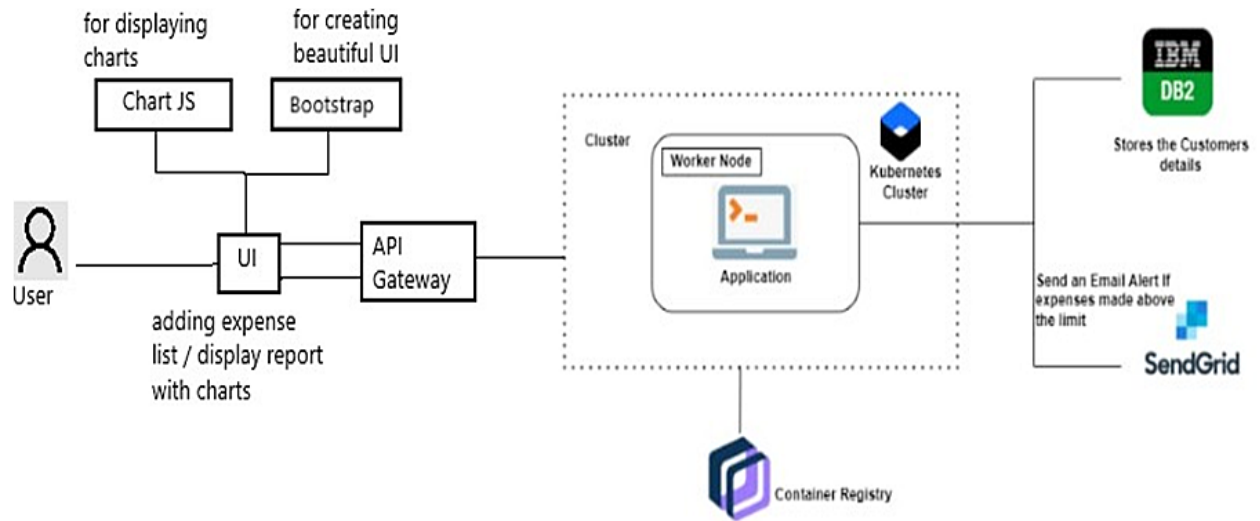 for displaying
charts
for creating
beautiful UI
Chart JS
Bootstrap
User
UI
API
Gateway
adding expense
list / display report
with charts
Cluster
Worker Node
Application
Kubernetes
Cluster
Container Registry
IBM
DB2
Stores the Customers
details
Send an Email Alert If
expenses made above
the limit
SendGrid